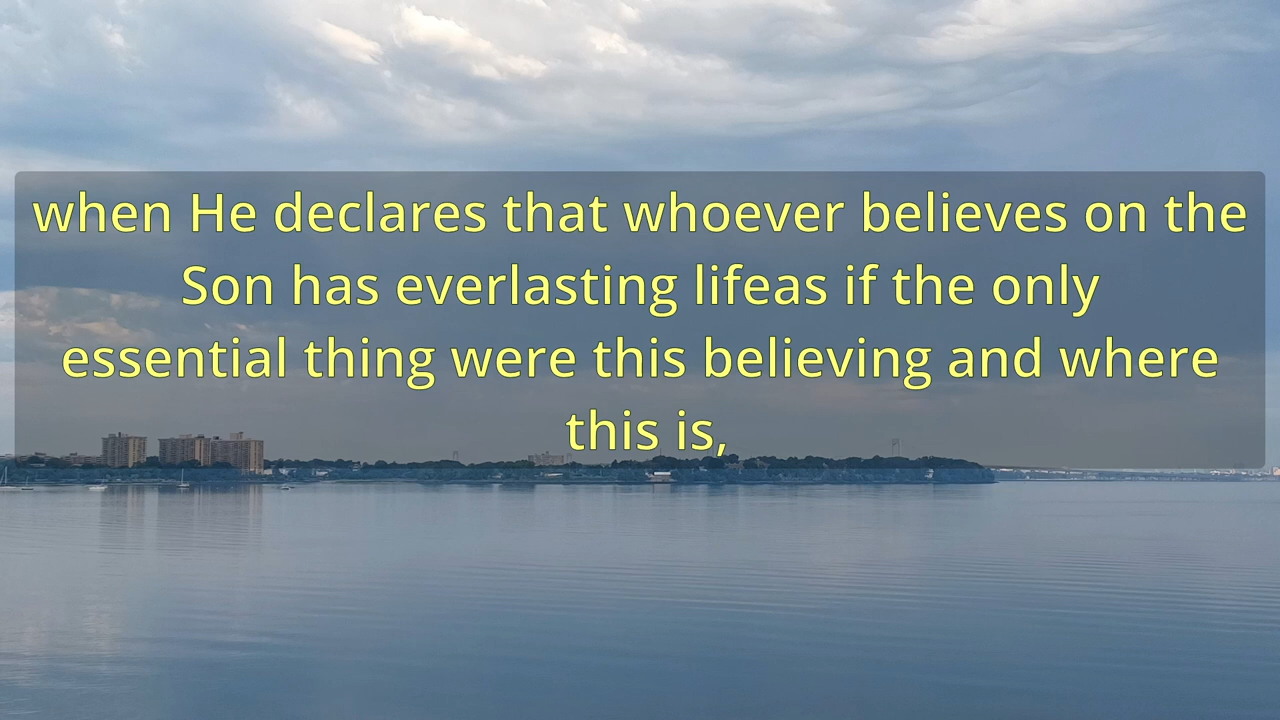 when He declares that whoever believes on the
Son has everlasting lifeas if the only
essential thing were this believing and where
this is,